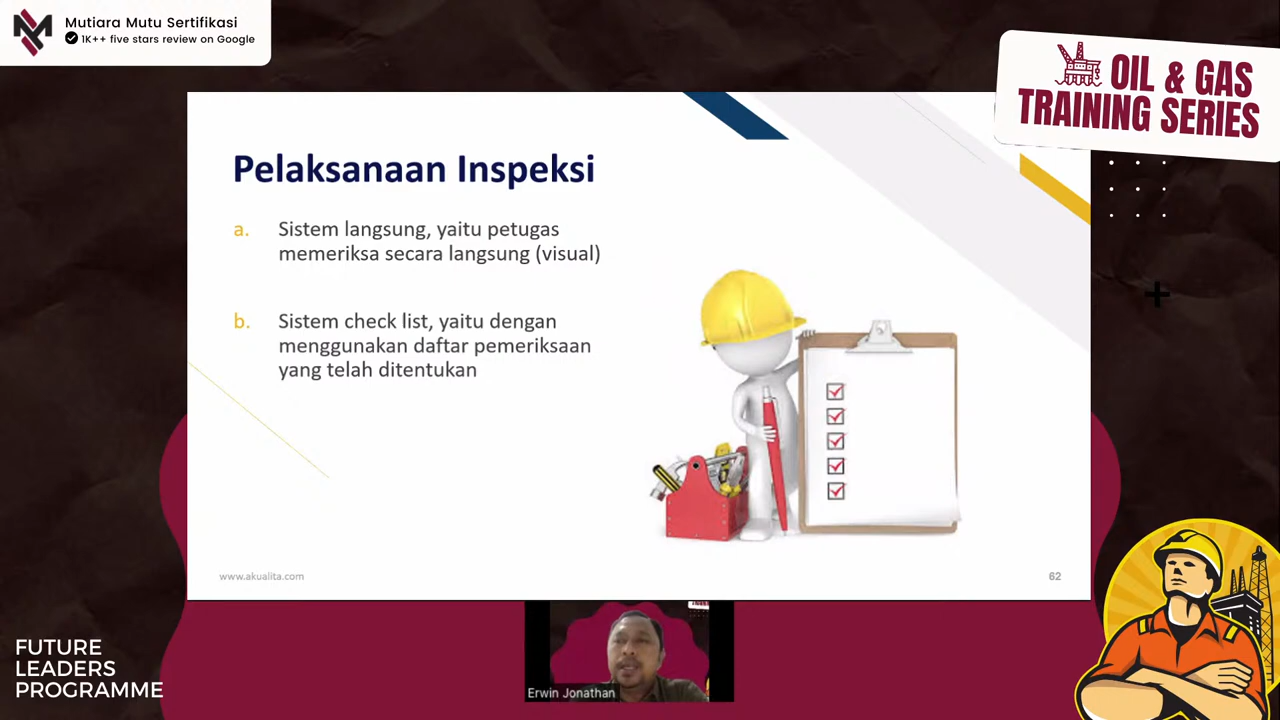 Mutiara Mutu Sertifikasi
1K++ five stars review on Google
OIL & GAS
TRAINING SERIES
Pelaksanaan Inspeksi
a. Sistem langsung, yaitu petugas
memeriksa secara langsung (visual)
b. Sistem check list, yaitu dengan
menggunakan daftar pemeriksaan
yang telah ditentukan
www.akualita.com
62
FUTURE
LEADERS
PROGRAMME
Erwin Jonathan